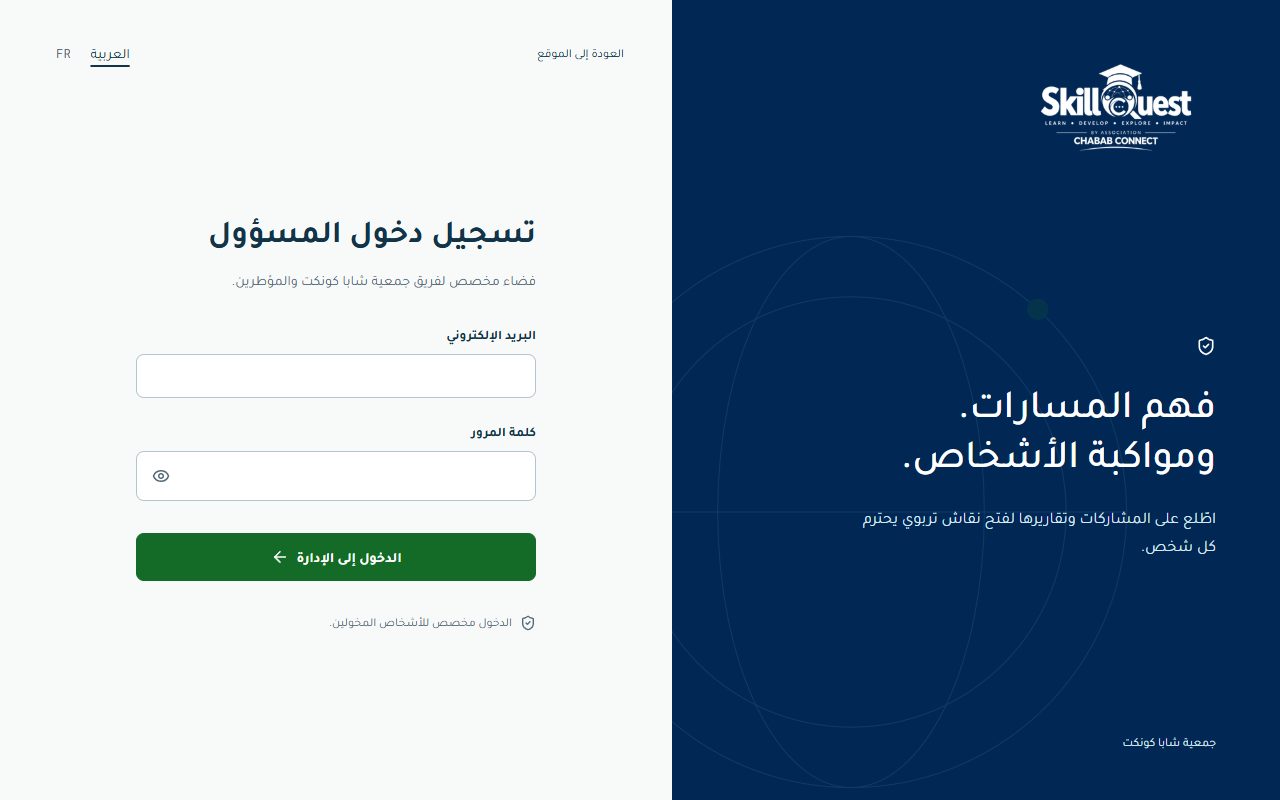 SkillQuest
LEARN • DEVELOP • EXPLORE • IMPACT
BY ASSOCIATION
CHABAB CONNECT
فهم المسارات.
ومواكبة الأشخاص.
اطّلع على المشاركات وتقاريرها لفتح نقاش تربوي يحترم
كل شخص.
جمعية شابا كونكت
العودة إلى الموقع
العربية
FR
تسجيل دخول المسؤول
فضاء مخصص لفريق جمعية شابا كونكت والمؤطرين.
البريد الإلكتروني
كلمة المرور
الدخول إلى الإدارة
الدخول مخصص للأشخاص المخولين.